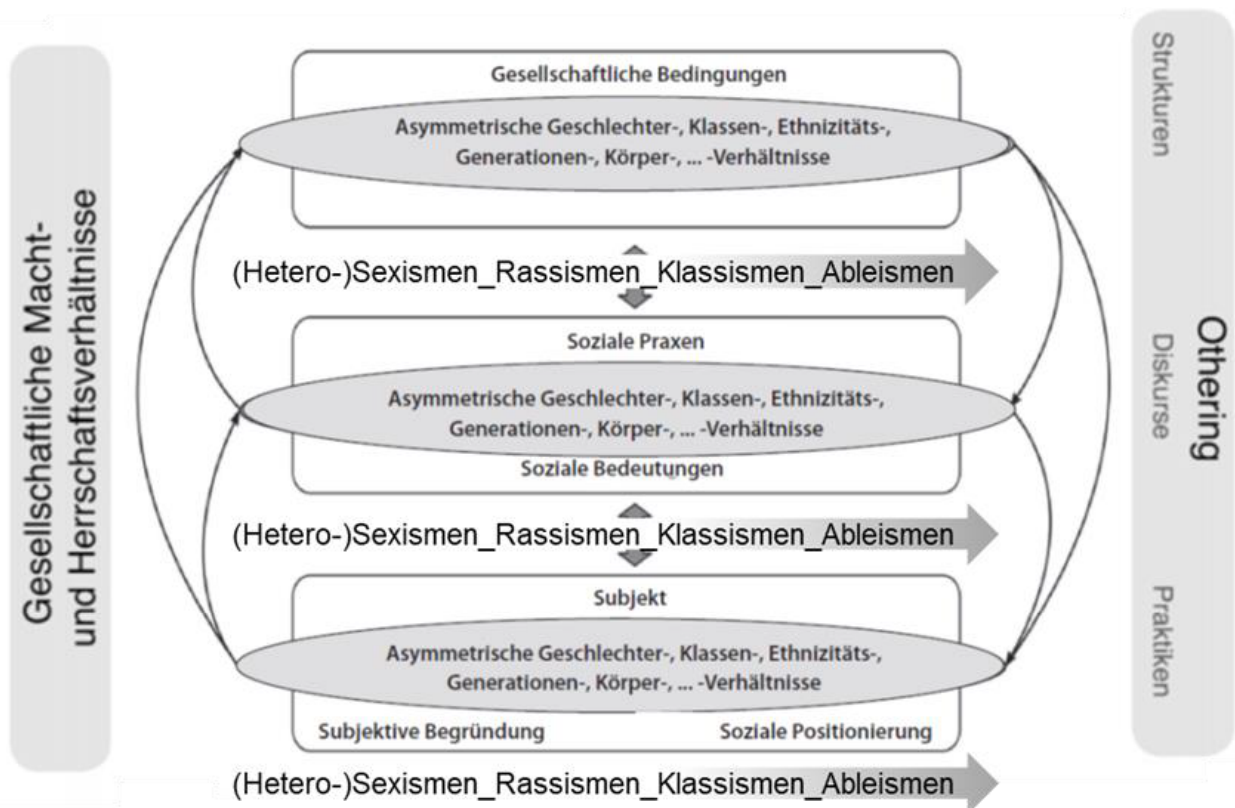 Gesellschaftliche Macht-
und Herrschaftsverhältnisse
Gesellschaftliche Bedingungen
Asymmetrische Geschlechter-, Klassen-, Ethnizitäts-,
Generationen-, Körper-, ... -Verhältnisse
(Hetero-)Sexismen_Rassismen_Klassismen_Ableismen
Soziale Praxen
Asymmetrische Geschlechter-, Klassen-, Ethnizitäts-,
Generationen-, Körper-, ... -Verhältnisse
Soziale Bedeutungen
(Hetero-)Sexismen_Rassismen_Klassismen_Ableismen
Subjekt
Asymmetrische Geschlechter-, Klassen-, Ethnizitäts-,
Generationen-, Körper-, ... -Verhältnisse
Subjektive Begründung Soziale Positionierung
(Hetero-)Sexismen_Rassismen_Klassismen_Ableismen
Strukturen
Diskurse
Praktiken
Othering